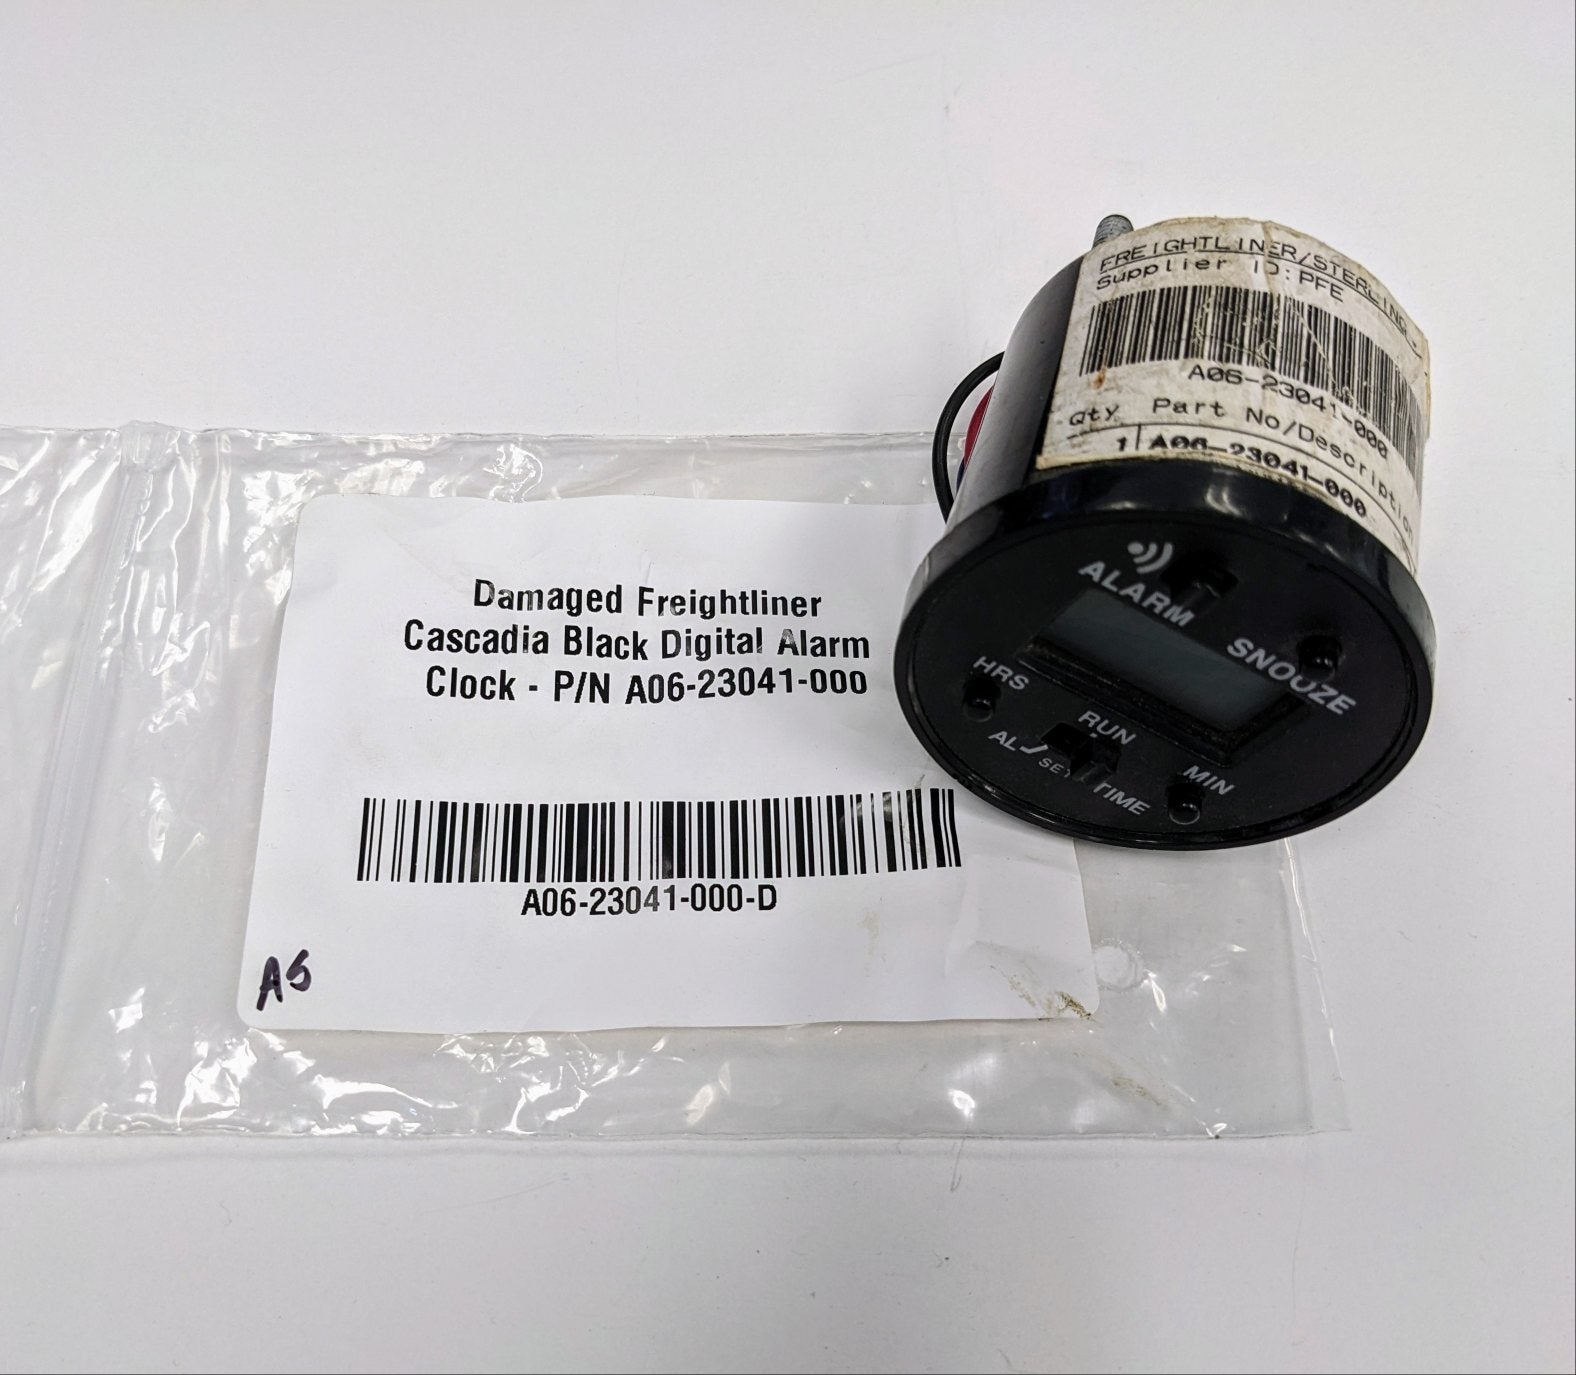 Damaged Freightliner
Cascadia Black Digital Alarm
Clock - P/N A06-23041-000
A06-23041-000-D
A5
FREIGHTLINER/STERLING
Supplier ID:PFE
A06-23041-000
Qty Part No/Description
1 A06-23041-000
ALARM
SNOOZE
HRS
RUN
AL
SET
TIME
MIN